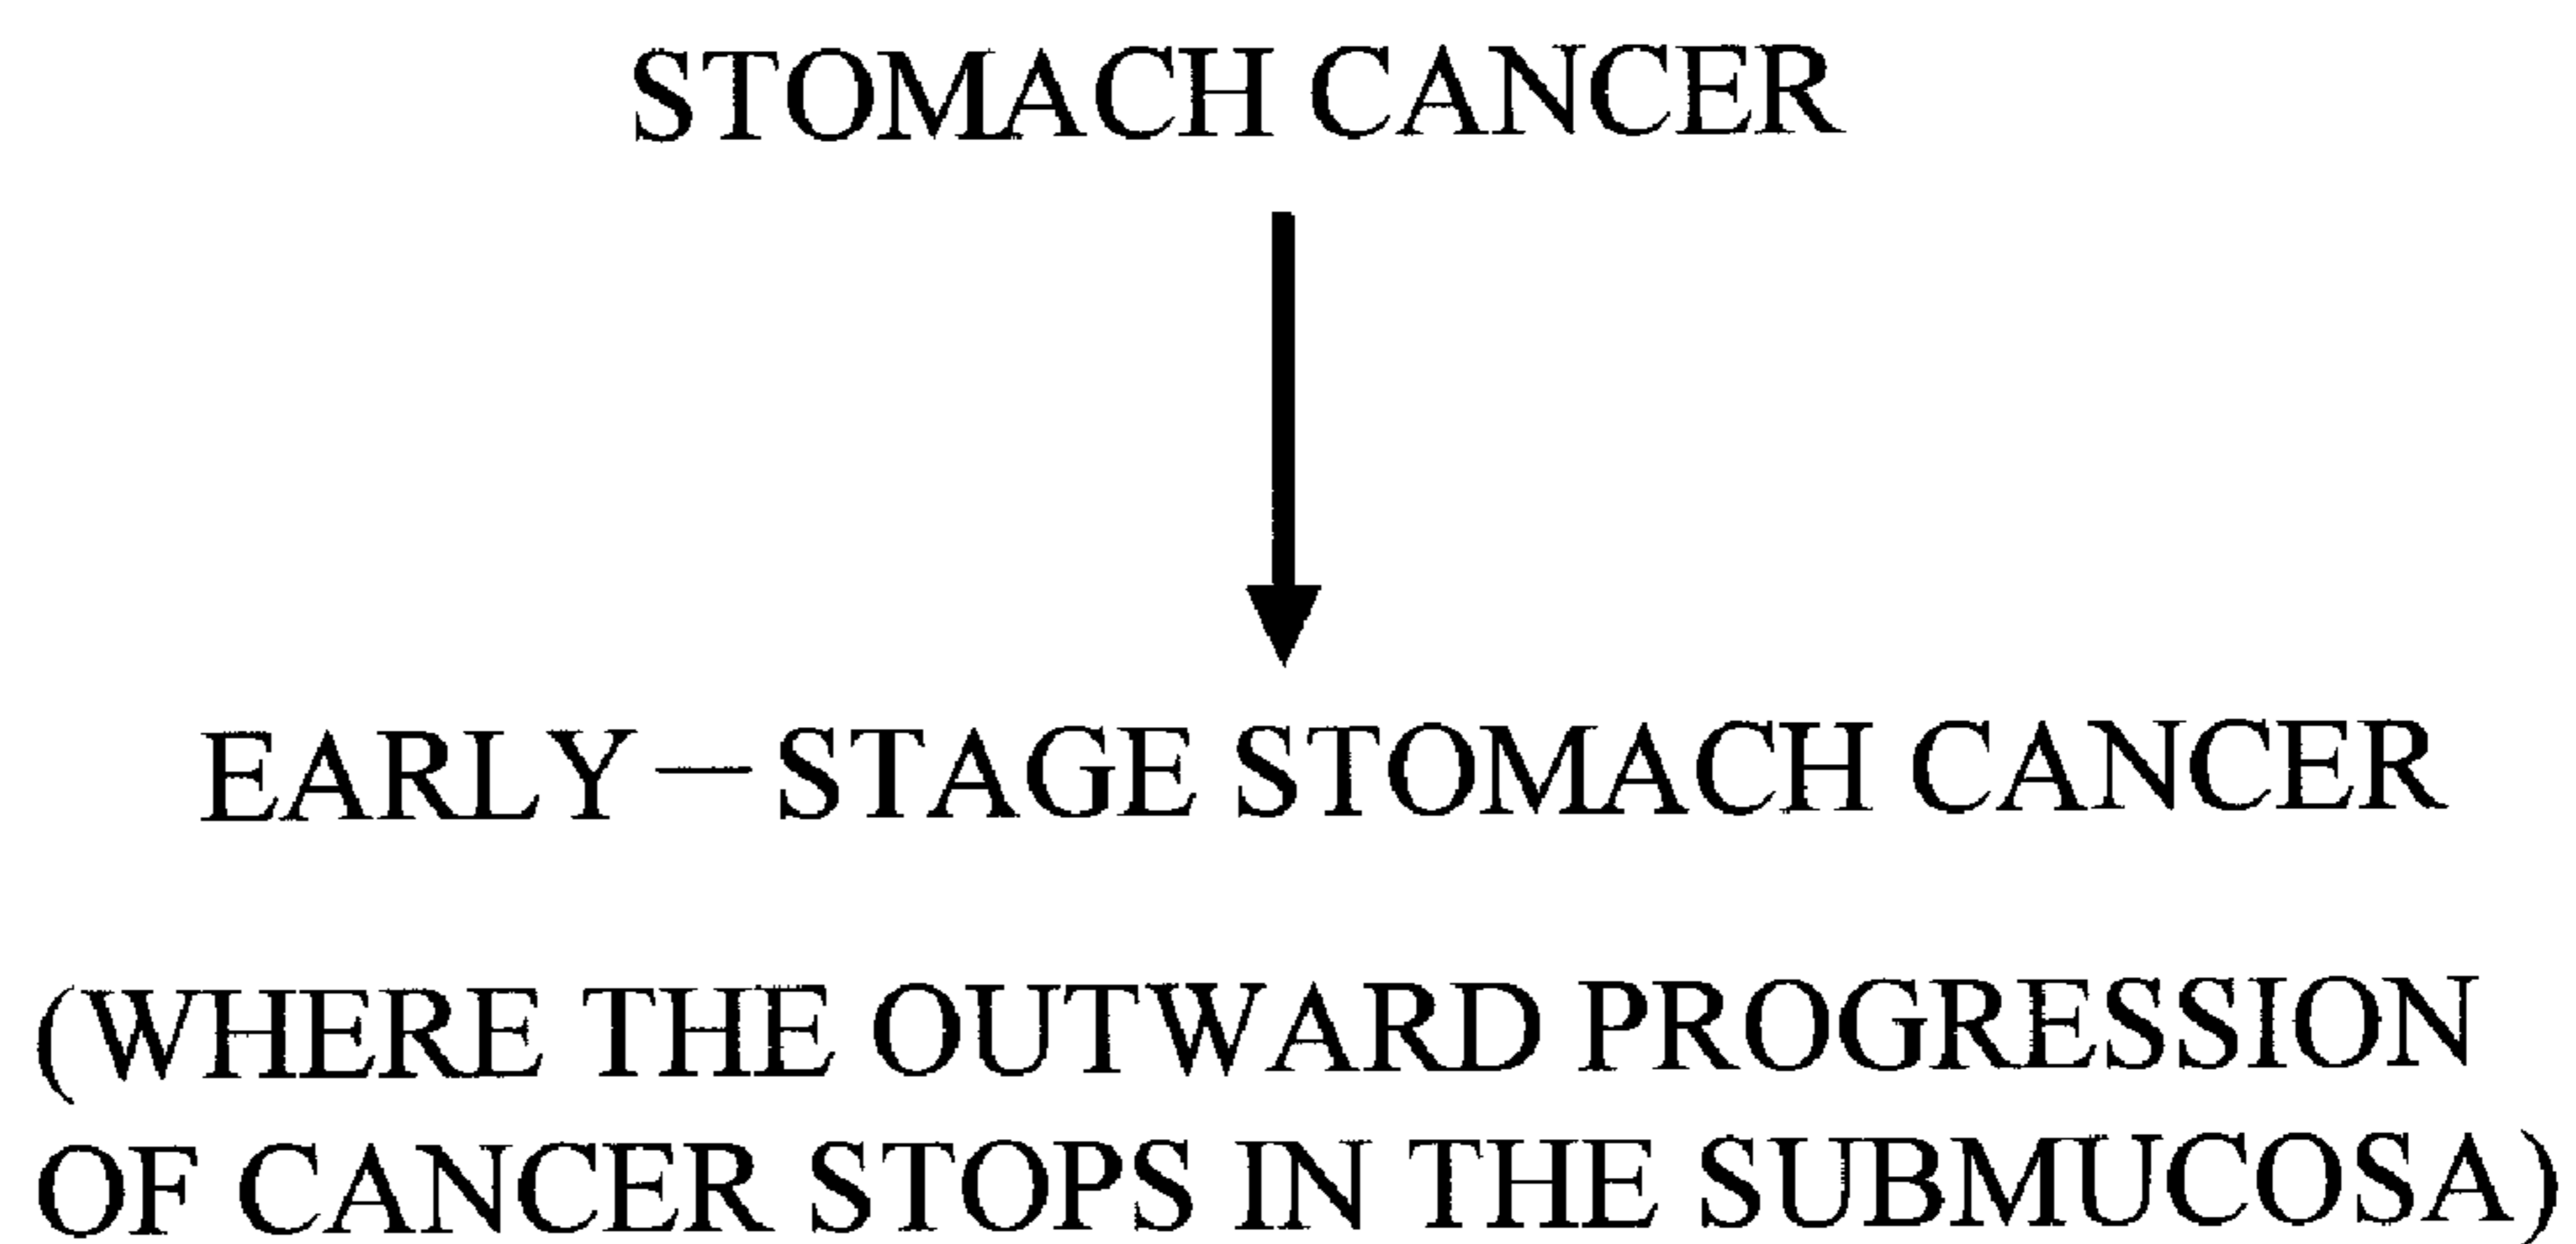 STOMACH CANCER
EARLY—STAGE STOMACH CANCER
(WHERE THE OUTWARD PROGRESSION
OF CANCER STOPS IN THE SUBMUCOSA)